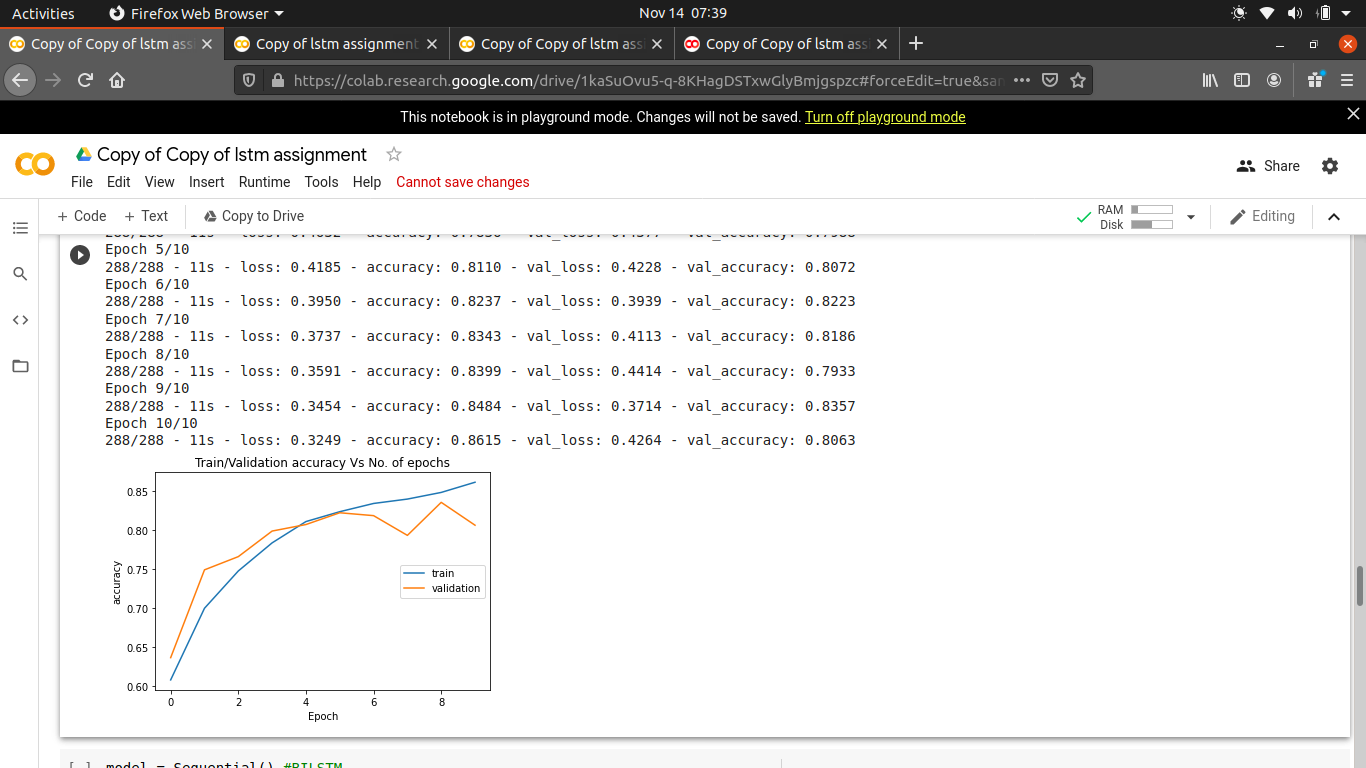 Activities Firefox Web Browser Nov 14 07:39
Copy of Copy of lstm ass Copy of lstm assignment Copy of Copy of lstm ass Copy of Copy of lstm ass
https://colab.research.google.com/drive/1kaSuOvu5-q-8KHagDSTxwGlyBmjgspzc#forceEdit=true&san
This notebook is in playground mode. Changes will not be saved. Turn off playground mode
Copy of Copy of lstm assignment
Share
File Edit View Insert Runtime Tools Help Cannot save changes
+ Code + Text Copy to Drive RAM Disk Editing
Epoch 5/10
288/288 - 11s - loss: 0.4185 - accuracy: 0.8110 - val_loss: 0.4228 - val_accuracy: 0.8072
Epoch 6/10
288/288 - 11s - loss: 0.3950 - accuracy: 0.8237 - val_loss: 0.3939 - val_accuracy: 0.8223
Epoch 7/10
288/288 - 11s - loss: 0.3737 - accuracy: 0.8343 - val_loss: 0.4113 - val_accuracy: 0.8186
Epoch 8/10
288/288 - 11s - loss: 0.3591 - accuracy: 0.8399 - val_loss: 0.4414 - val_accuracy: 0.7933
Epoch 9/10
288/288 - 11s - loss: 0.3454 - accuracy: 0.8484 - val_loss: 0.3714 - val_accuracy: 0.8357
Epoch 10/10
288/288 - 11s - loss: 0.3249 - accuracy: 0.8615 - val_loss: 0.4264 - val_accuracy: 0.8063
Train/Validation accuracy Vs No. of epochs
0.85
0.80
0.75
0.70
0.65
0.60
accuracy
train
validation
0 2 4 6 8
Epoch
[ ] model = Sequential() #BILSTM